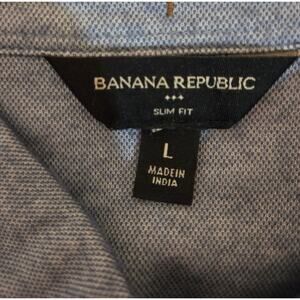 BANANA REPUBLIC
SLIM FIT
L
MADE IN
INDIA